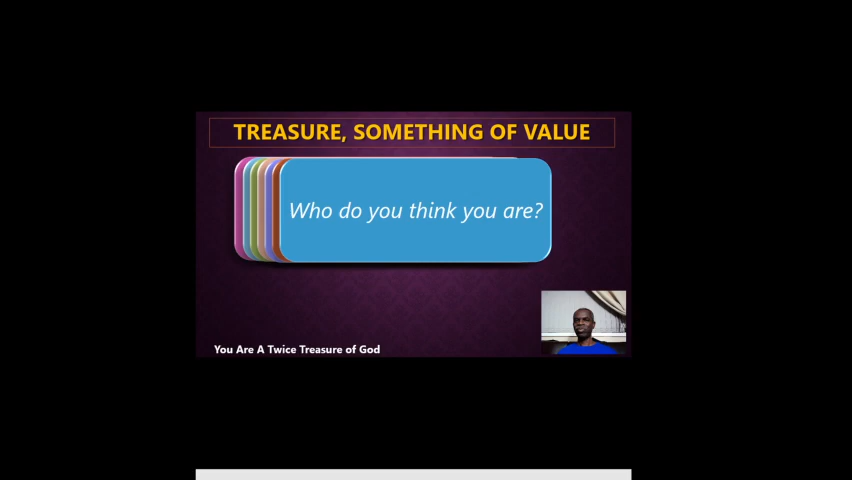 TREASURE, SOMETHING OF VALUE
Who do you think you are?
You Are A Twice Treasure of God